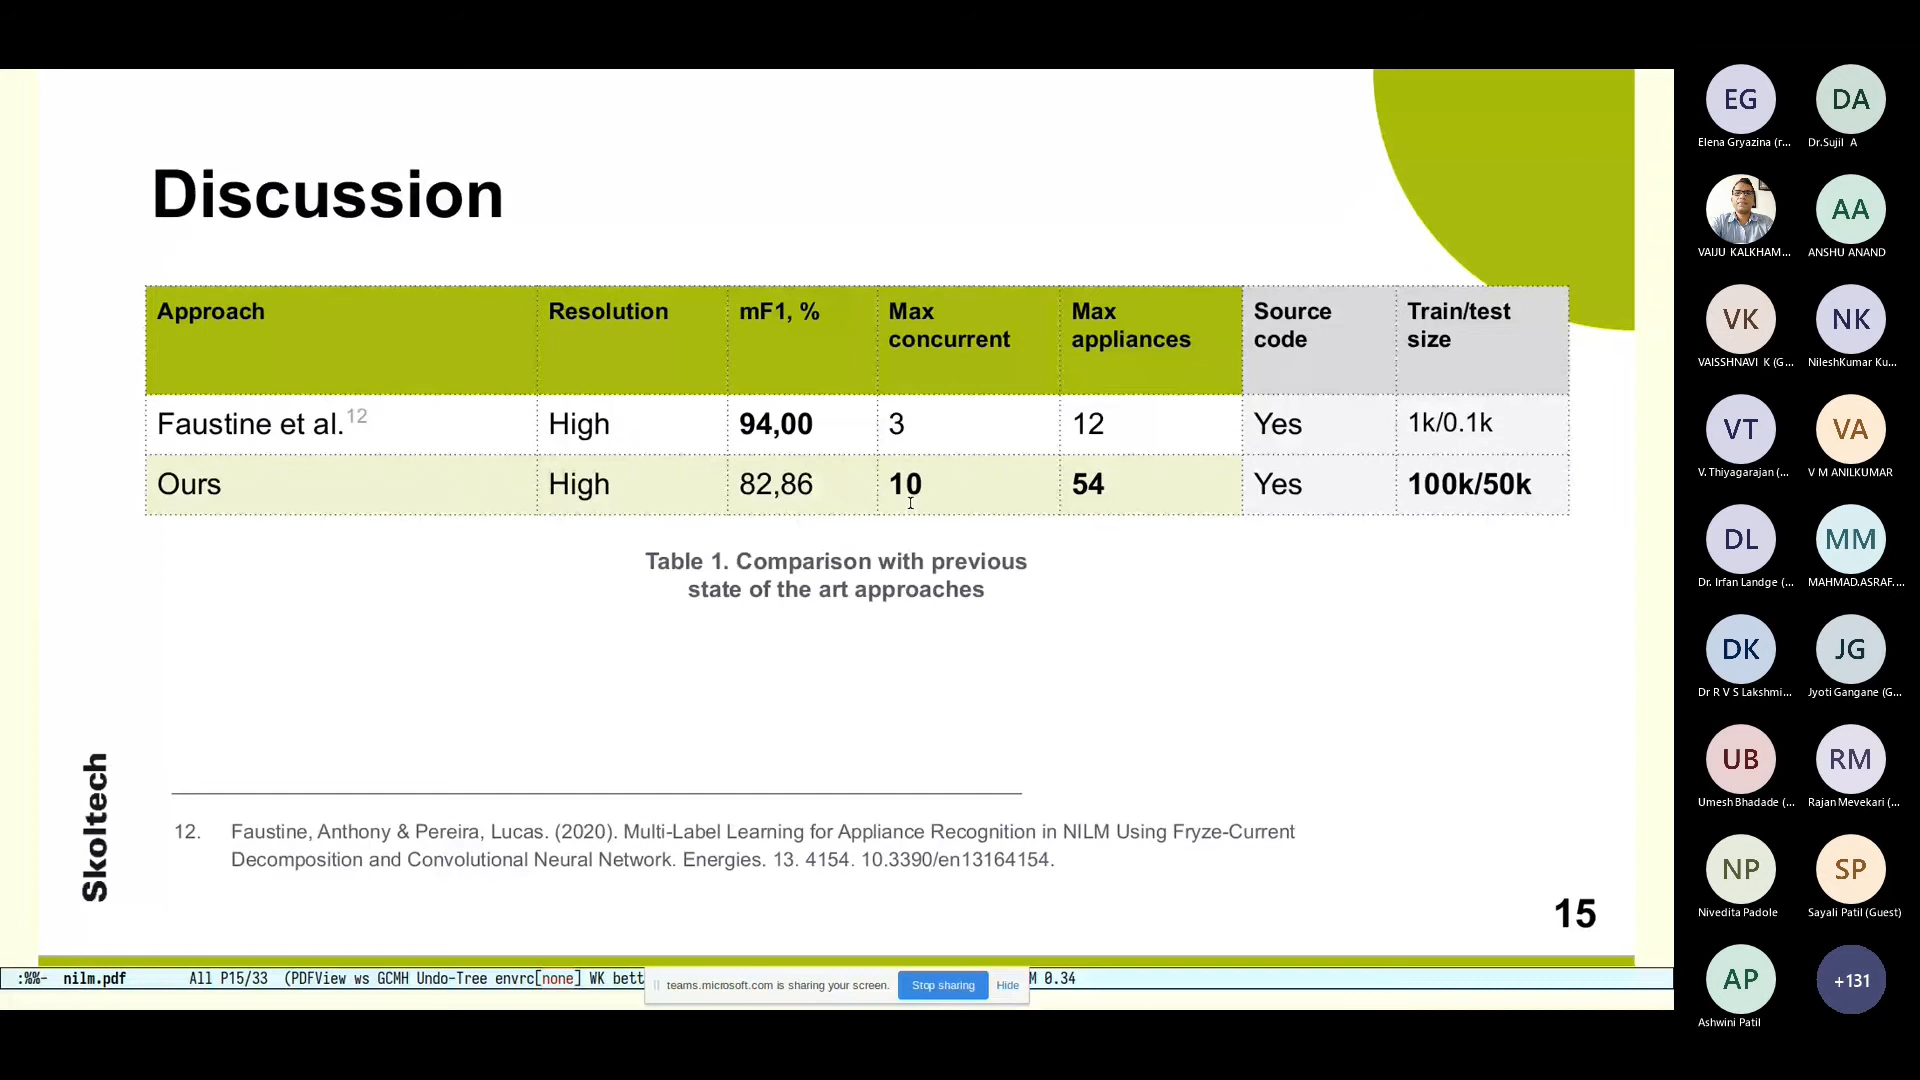 Discussion
Approach Resolution mF1, % Max concurrent Max appliances Source code Train/test size
Faustine et al.12 High 94,00 3 12 Yes 1k/0.1k
Ours High 82,86 10 54 Yes 100k/50k
Table 1. Comparison with previous
state of the art approaches
Skoltech
12. Faustine, Anthony & Pereira, Lucas. (2020). Multi-Label Learning for Appliance Recognition in NILM Using Fryze-Current
Decomposition and Convolutional Neural Network. Energies. 13. 4154. 10.3390/en13164154.
15
:%%- nilm.pdf All P15/33 (PDFView ws GCMH Undo-Tree envrc[none] WK bett M 0.34
teams.microsoft.com is sharing your screen. Stop sharing Hide
EG DA
Elena Gryazina (r... Dr.Sujil A
AA
VAIJU KALKHAM... ANSHU ANAND
VK NK
VAISSHNAVI K (G... NileshKumar Ku...
VT VA
V. Thiyagarajan (... V M ANILKUMAR
DL MM
Dr. Irfan Landge (... MAHMAD.ASRAF....
DK JG
Dr R V S Lakshmi... Jyoti Gangane (G...
UB RM
Umesh Bhadade (... Rajan Mevekari (...
NP SP
Nivedita Padole Sayali Patil (Guest)
AP +131
Ashwini Patil